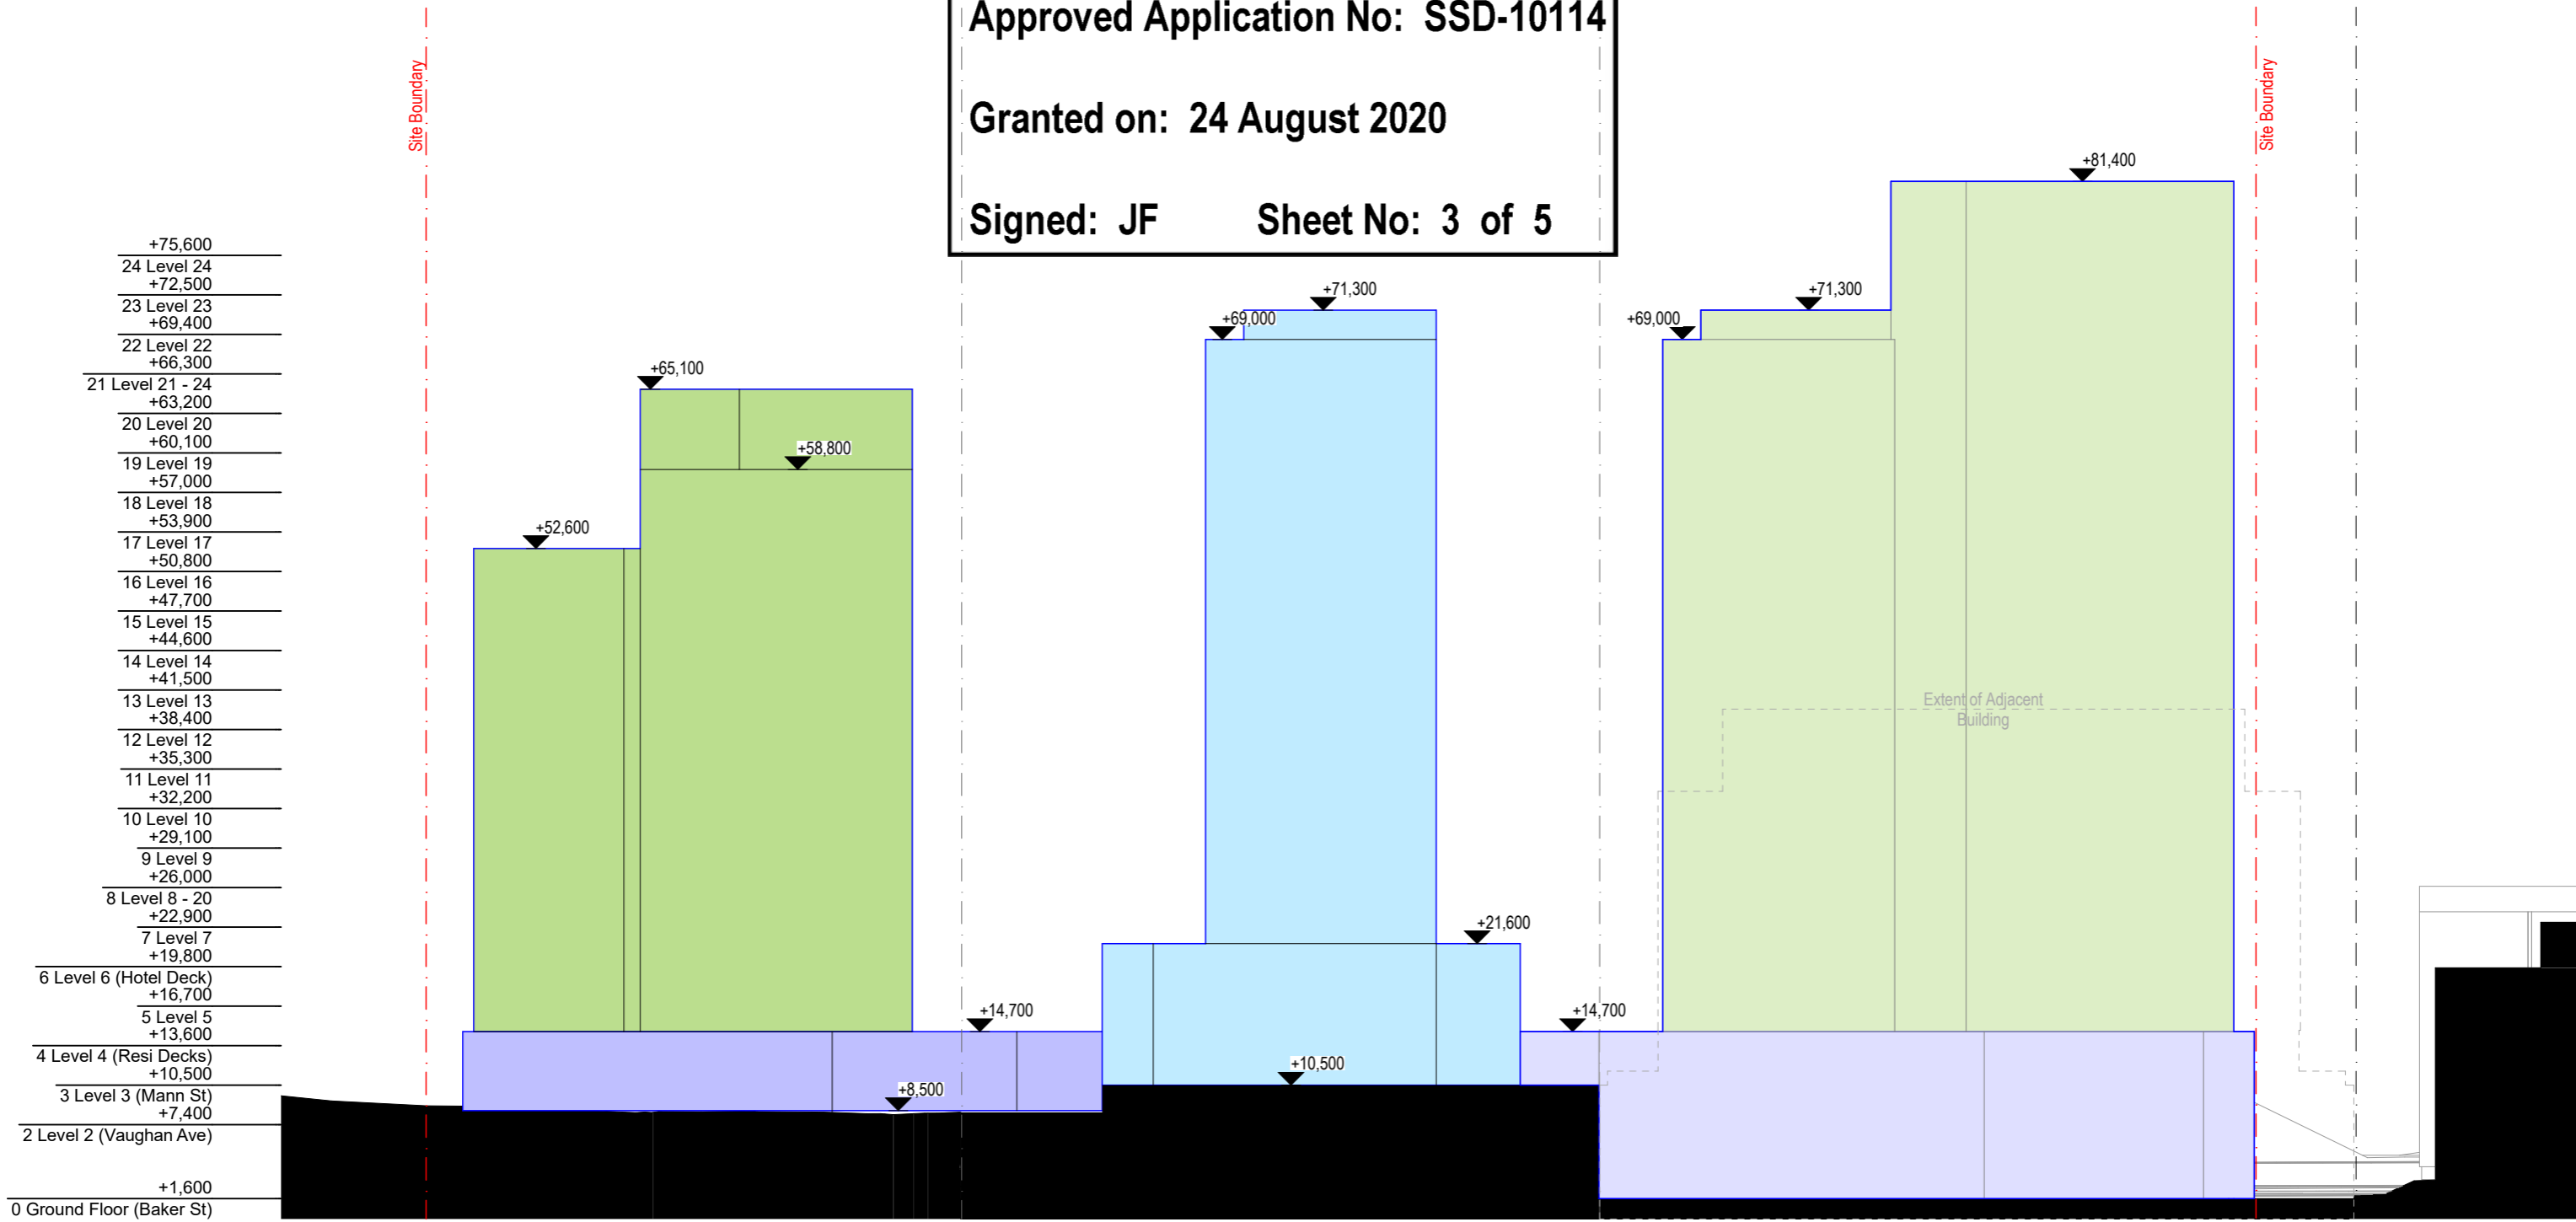 Approved Application No: SSD-10114
Granted on: 24 August 2020
Signed: JF Sheet No: 3 of 5
Site Boundary
Site Boundary
+81,400
+75,600
24 Level 24
+72,500
23 Level 23
+69,400
22 Level 22
+66,300
21 Level 21 - 24
+63,200
20 Level 20
+60,100
19 Level 19
+57,000
18 Level 18
+53,900
17 Level 17
+50,800
16 Level 16
+47,700
15 Level 15
+44,600
14 Level 14
+41,500
13 Level 13
+38,400
12 Level 12
+35,300
11 Level 11
+32,200
10 Level 10
+29,100
9 Level 9
+26,000
8 Level 8 - 20
+22,900
7 Level 7
+19,800
6 Level 6 (Hotel Deck)
+16,700
5 Level 5
+13,600
4 Level 4 (Resi Decks)
+10,500
3 Level 3 (Mann St)
+7,400
2 Level 2 (Vaughan Ave)
+1,600
0 Ground Floor (Baker St)
+65,100
+58,800
+52,600
+71,300
+69,000
+71,300
+69,000
Extent of Adjacent
Building
+21,600
+14,700
+14,700
+10,500
+8,500